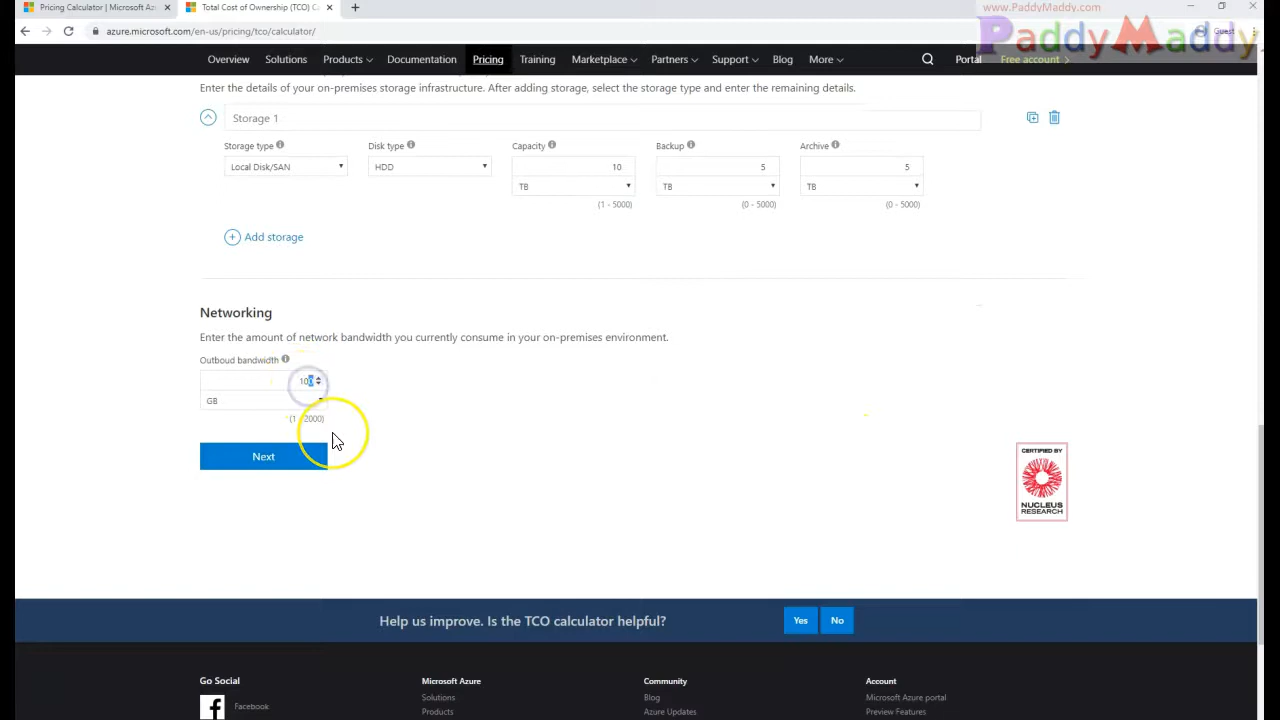 Pricing Calculator | Microsoft Az
Total Cost of Ownership (TCO) C
www.PaddyMaddy.com
PaddyMaddy
azure.microsoft.com/en-us/pricing/tco/calculator/
Guest
Overview Solutions Products Documentation Pricing Training Marketplace Partners Support Blog More Portal Free account >
Enter the details of your on-premises storage infrastructure. After adding storage, select the storage type and enter the remaining details.
Storage 1
Storage type Disk type Capacity Backup Archive
Local Disk/SAN HDD 10 5 5
TB TB TB
(1 - 5000) (0 - 5000) (0 - 5000)
Add storage
Networking
Enter the amount of network bandwidth you currently consume in your on-premises environment.
Outboud bandwidth
100
GB
(1 - 2000)
Next
CERTIFIED BY
NUCLEUS
RESEARCH
Help us improve. Is the TCO calculator helpful? Yes No
Go Social Microsoft Azure Community Account
Facebook Solutions Blog Microsoft Azure portal
Products Azure Updates Preview Features